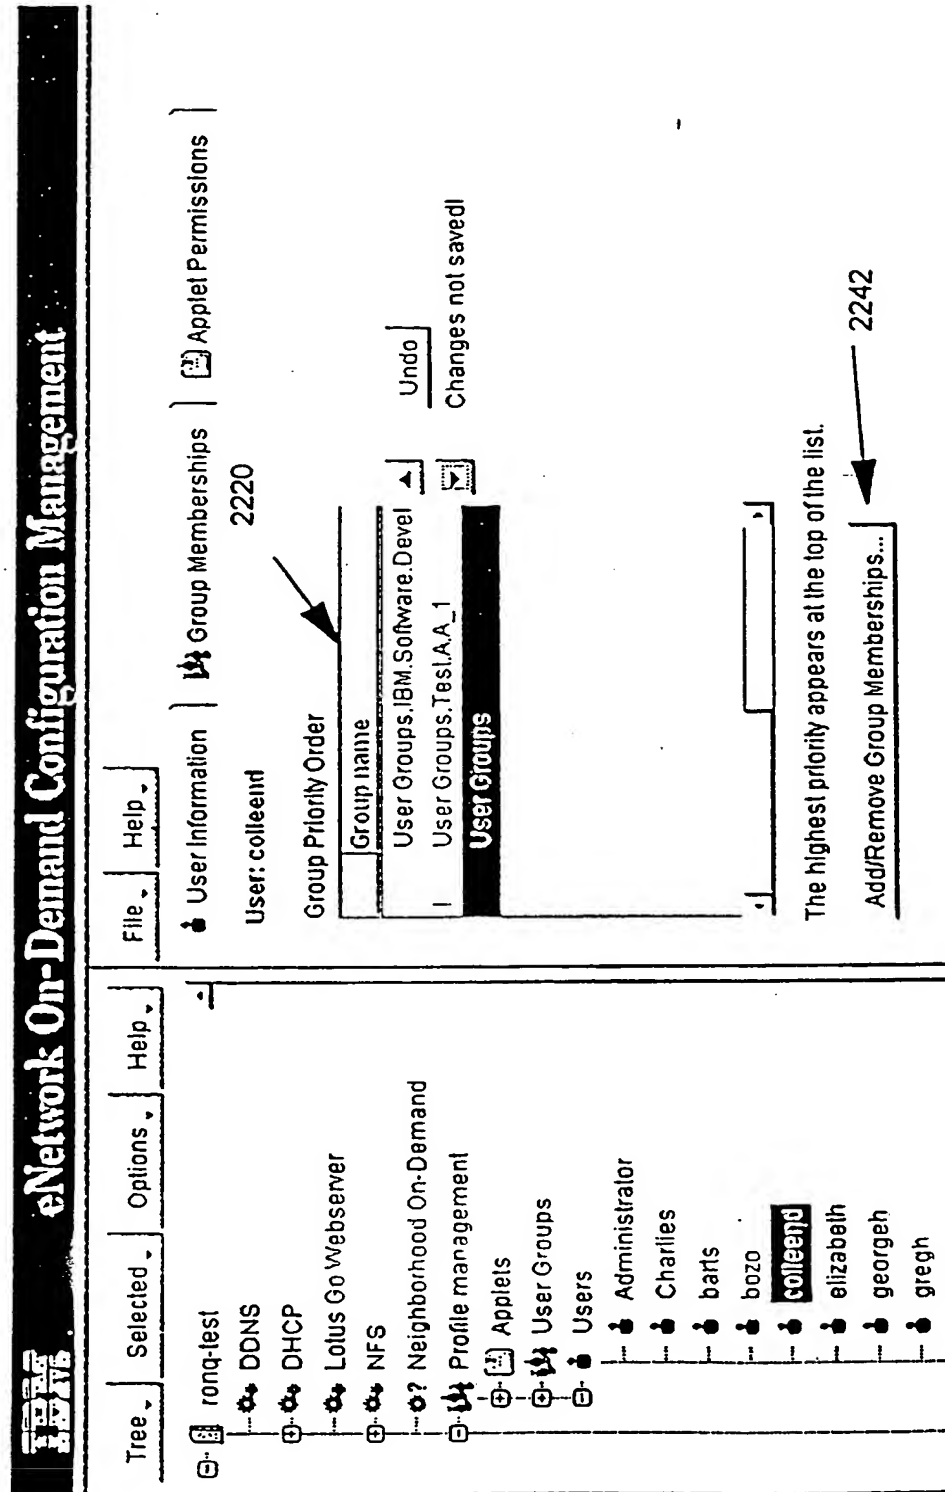 IBM
eNetwork On-Demand Configuration Management
Tree
Selected
Options
Help
ronq-test
DDNS
DHCP
Lotus Go Webserver
NFS
? Neighborhood On-Demand
Profile management
Applets
User Groups
Users
Administrator
Charlies
barts
bozo
colleend
elizabeth
georgeh
gregh
File
Help
User Information
Group Memberships
Applet Permissions
User: colleend
2220
Group Priority Order
Group name
User Groups.IBM.Software.Devel
User Groups.Test.A.A_1
User Groups
Undo
Changes not saved!
The highest priority appears at the top of the list.
Add/Remove Group Memberships...
2242